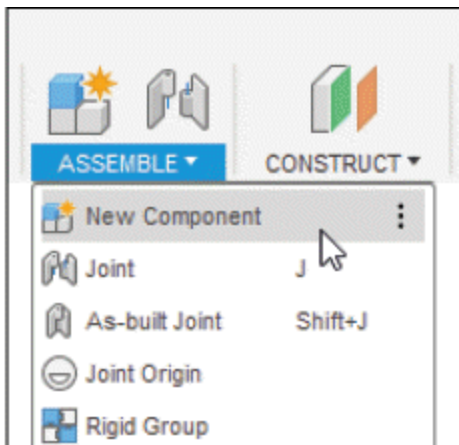 ASSEMBLE CONSTRUCT
New Component
Joint J
As-built Joint Shift+J
Joint Origin
Rigid Group